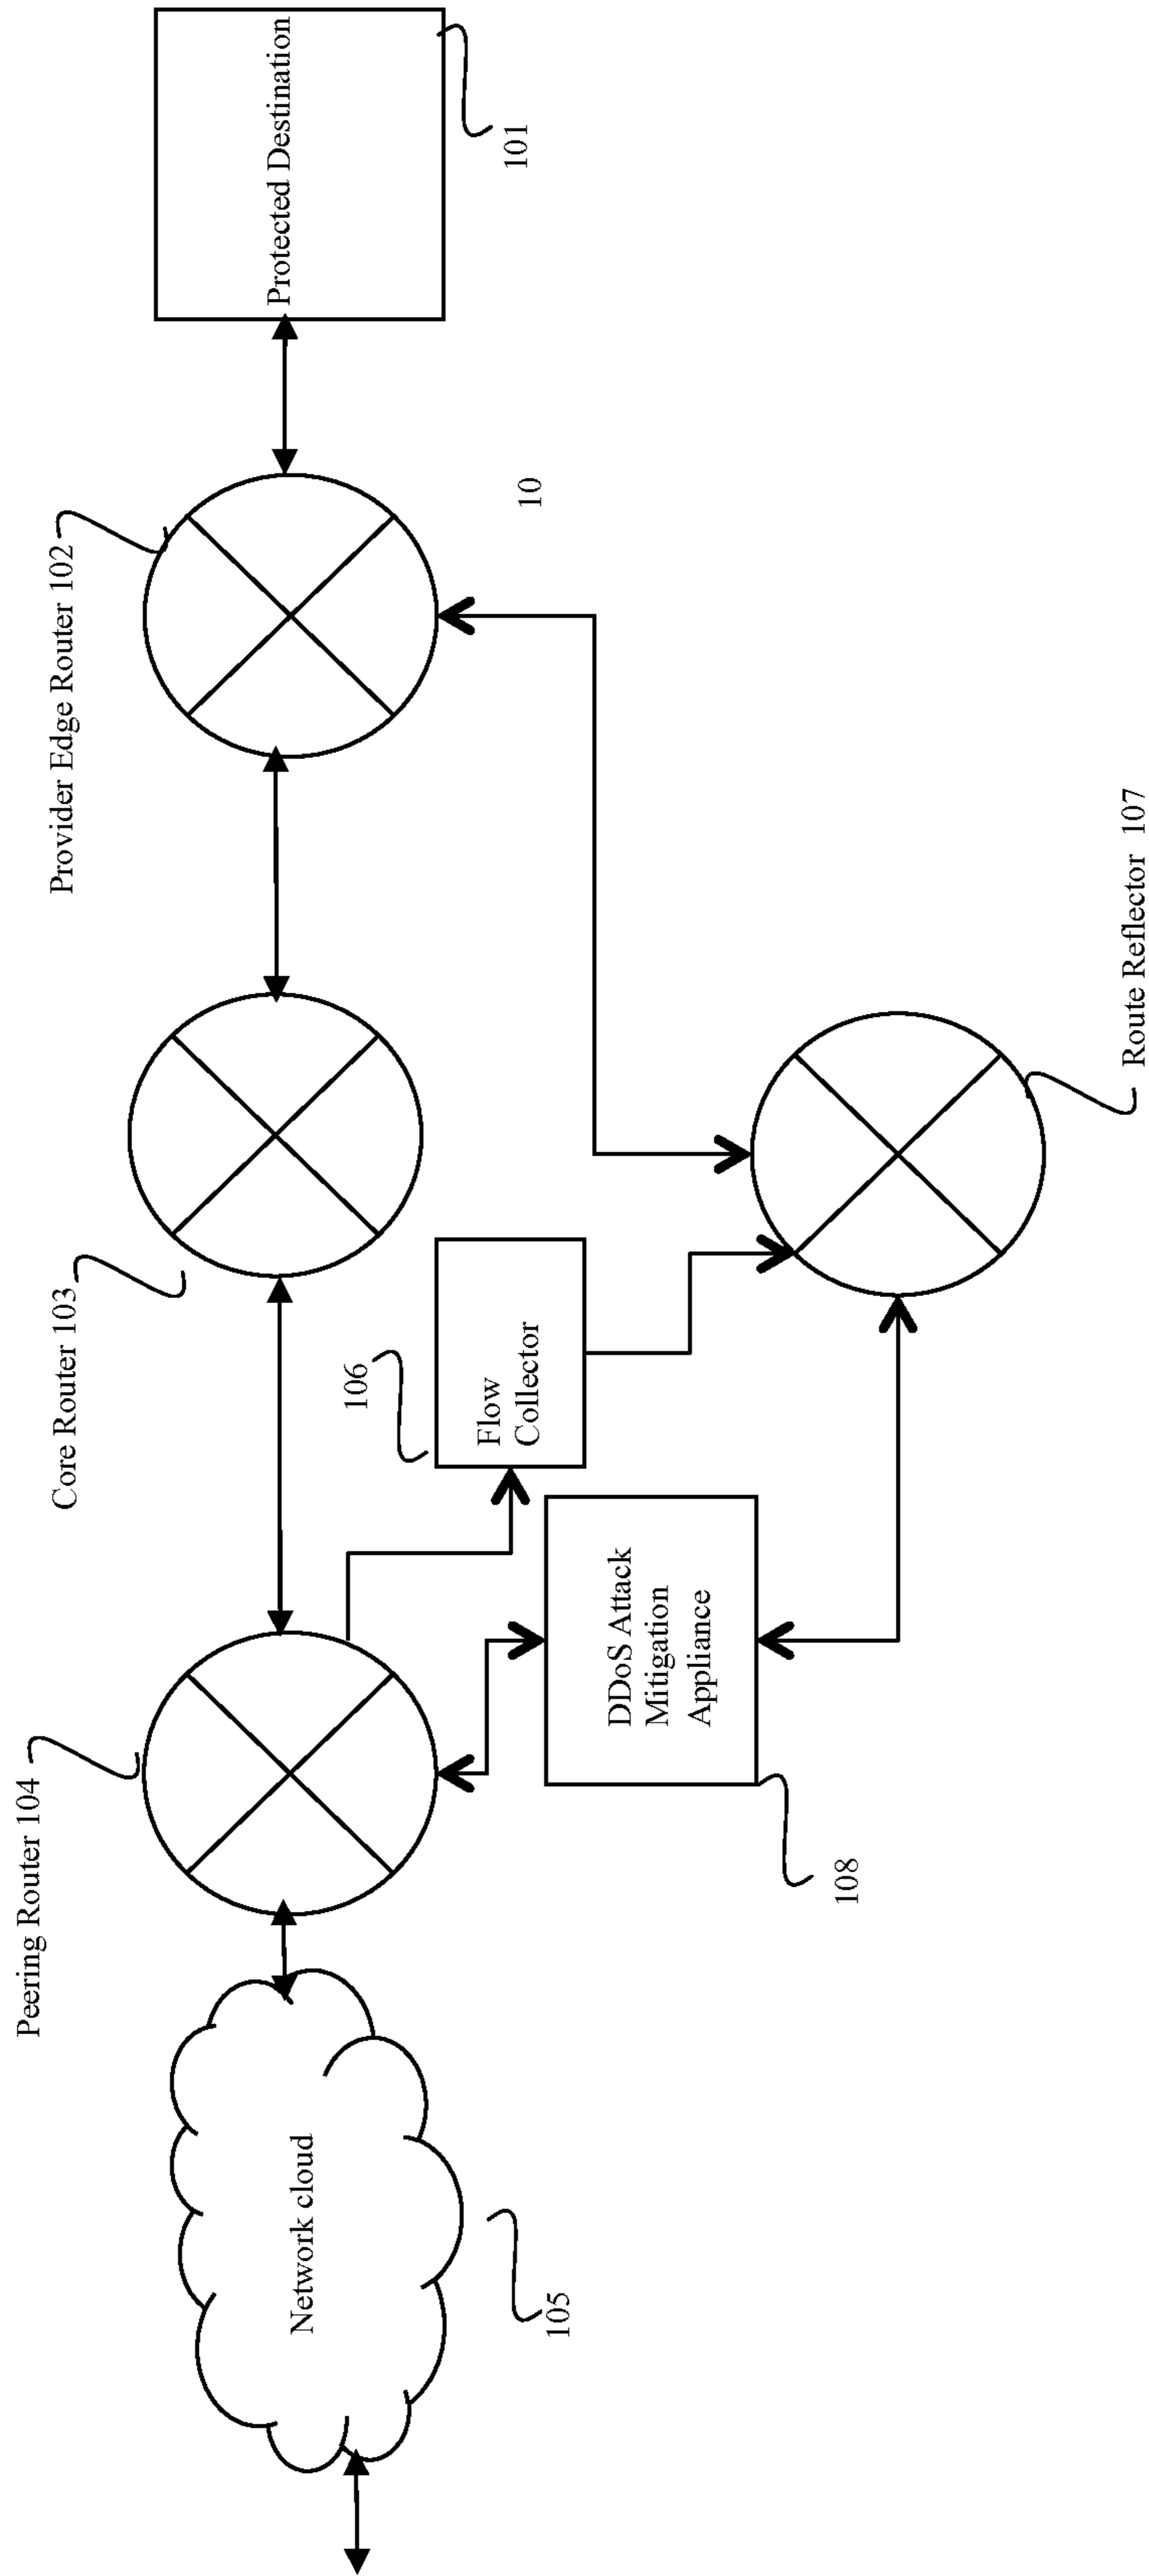 Peering Router 104
Core Router 103
Provider Edge Router 102
Network cloud
Protected Destination
105
106
Flow
Collector
10
101
DDoS Attack
Mitigation
Appliance
108
Route Reflector 107